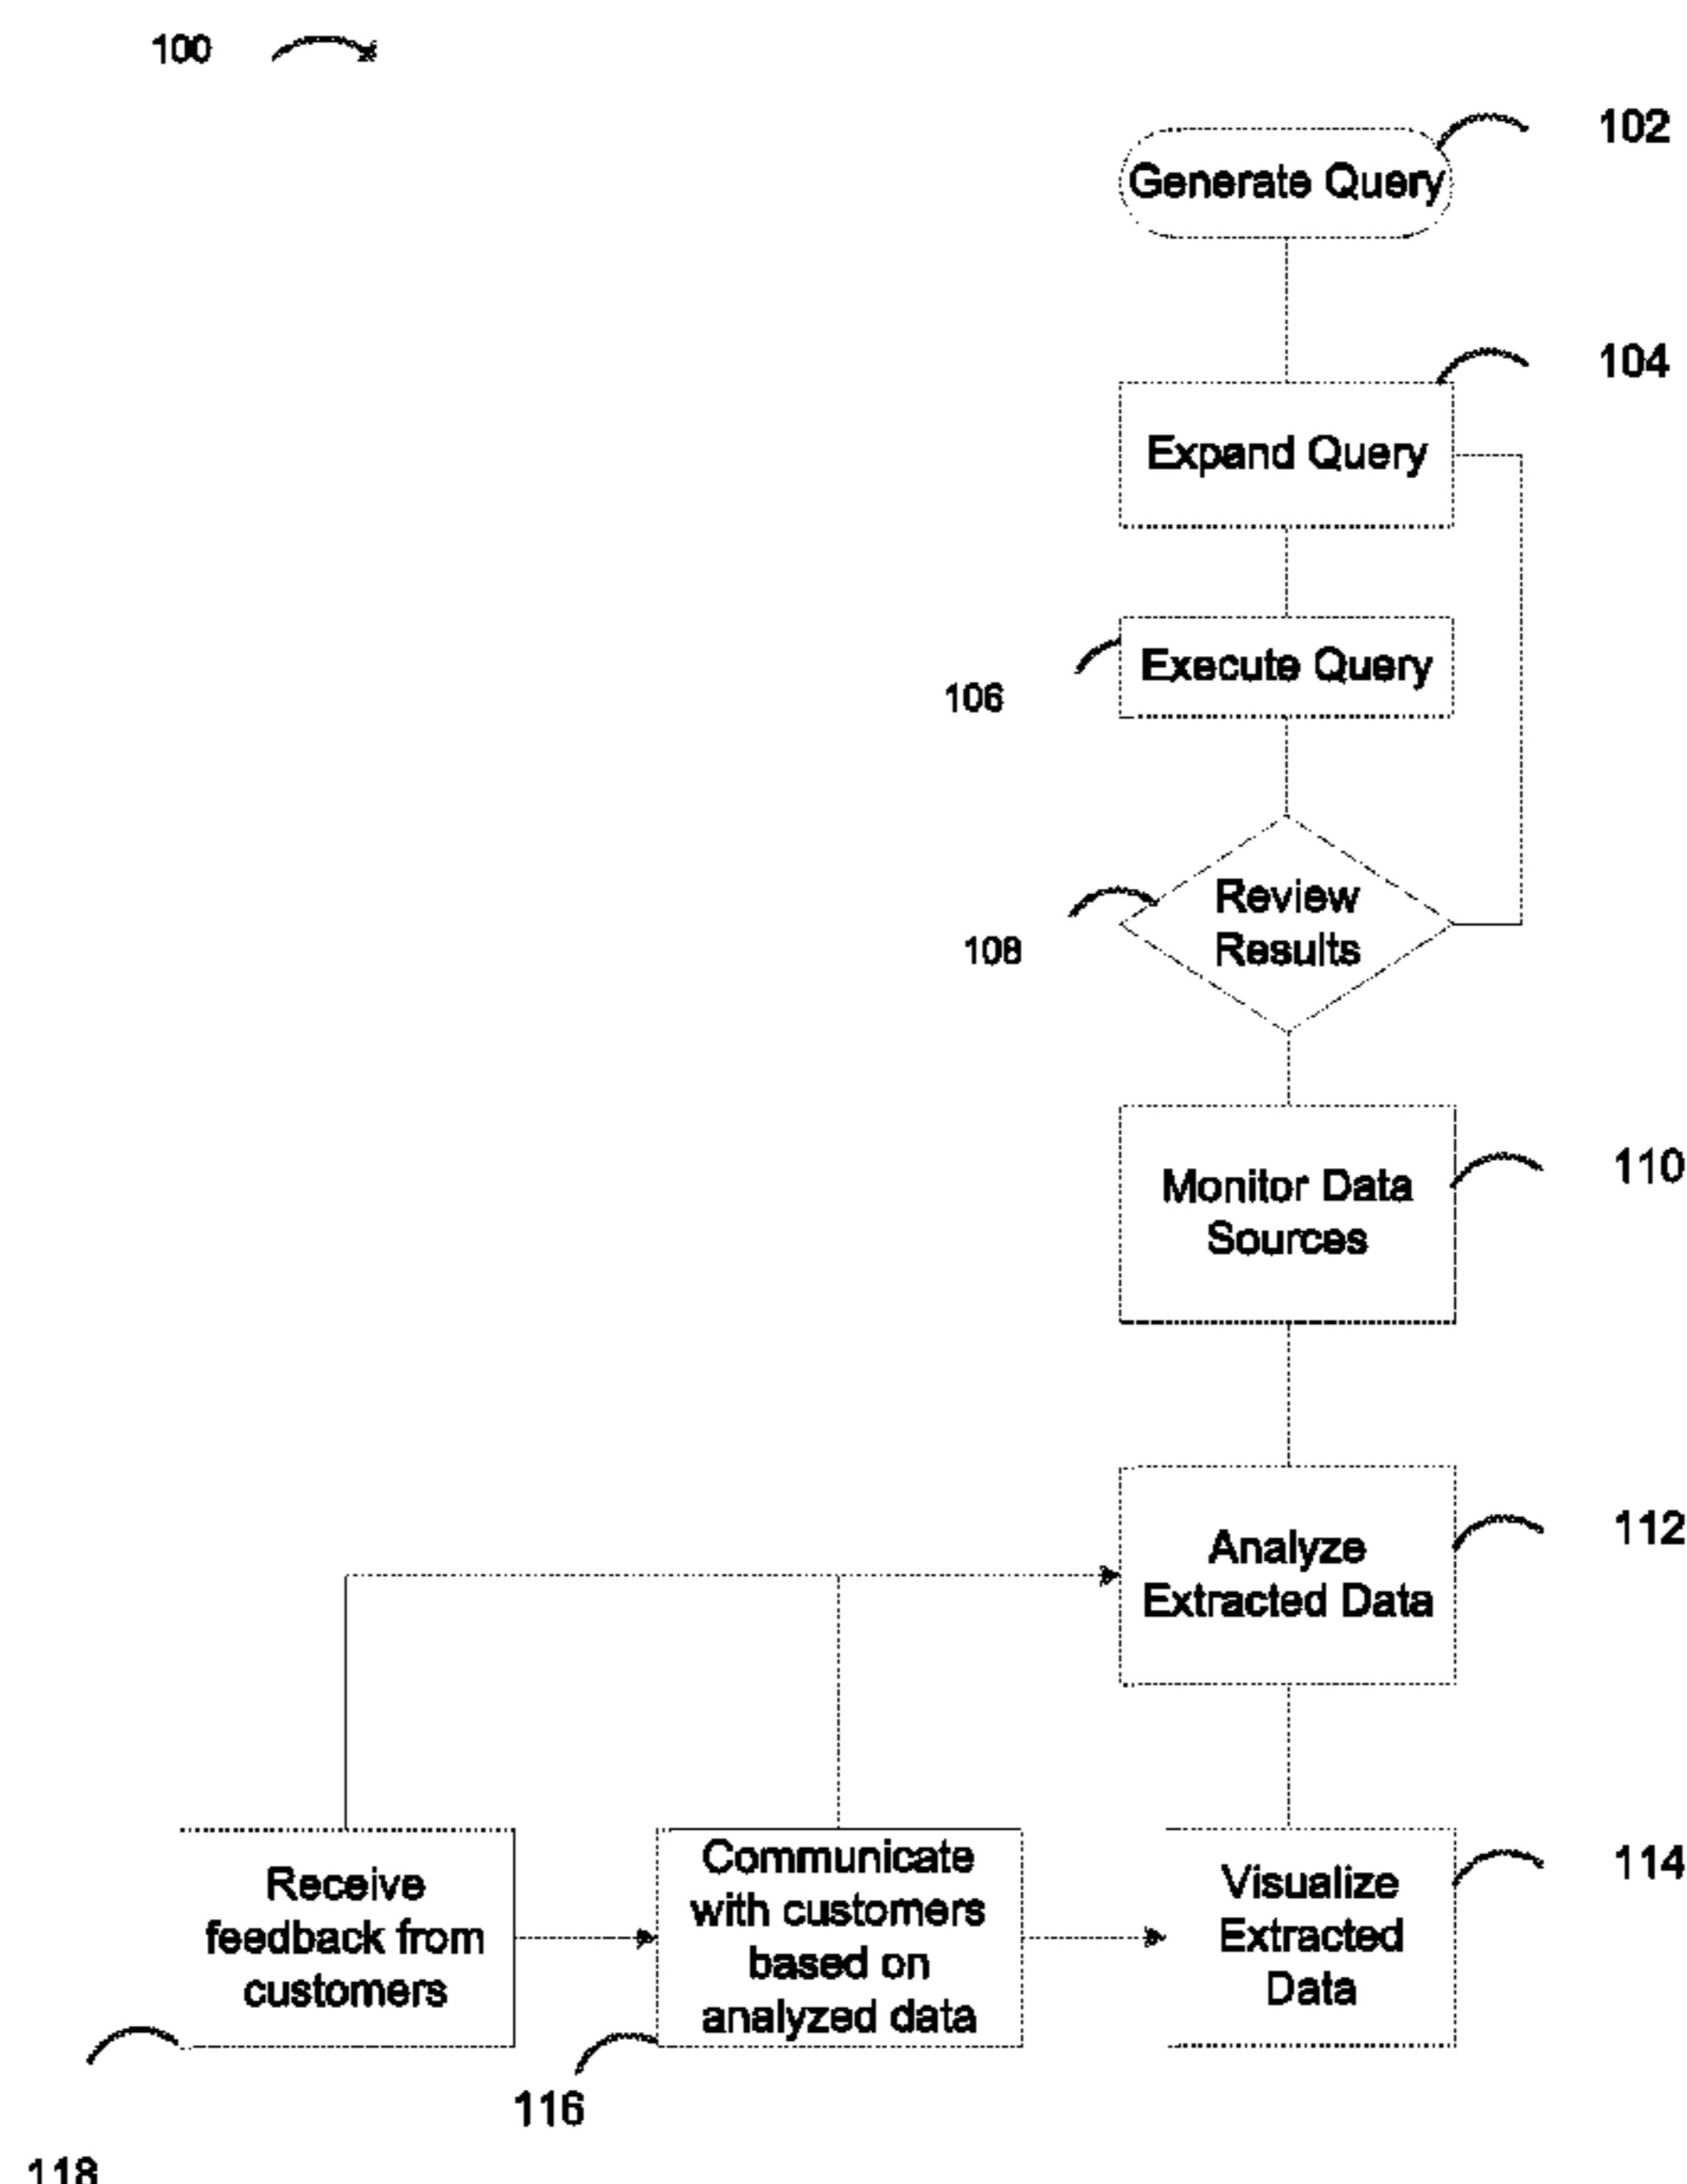 100
102
Generate Query
104
Expand Query
Execute Query
106
Review
Results
108
Monitor Data
Sources
110
Analyze
Extracted Data
112
Receive
feedback from
customers
Communicate
with customers
based on
analyzed data
Visualize
Extracted
Data
114
116
118